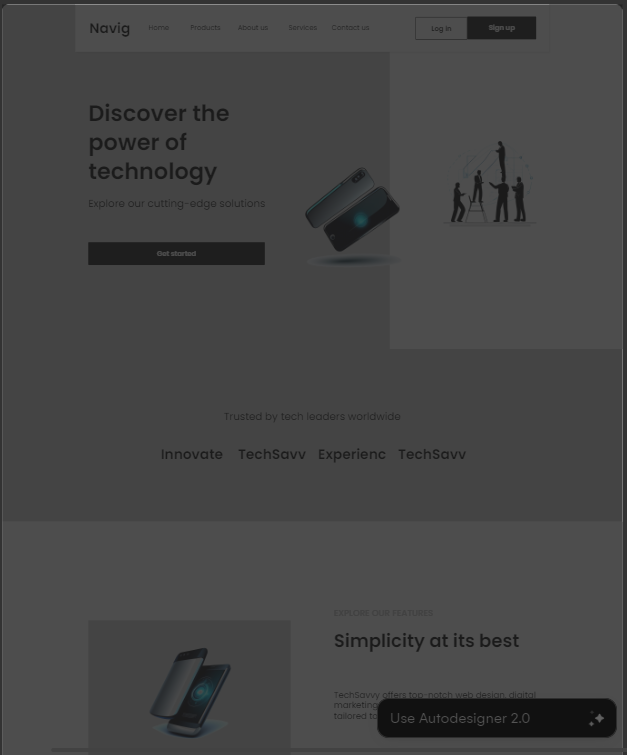 Navig
Home Products About us Services Contact us
Log in Sign up
Discover the
power of
technology
Explore our cutting-edge solutions
Get started
Trusted by tech leaders worldwide
Innovate TechSavv Experienc TechSavv
EXPLORE OUR FEATURES
Simplicity at its best
TechSavvy offers top-notch web design, digital
marketing
tailored to
Use Autodesigner 2.0